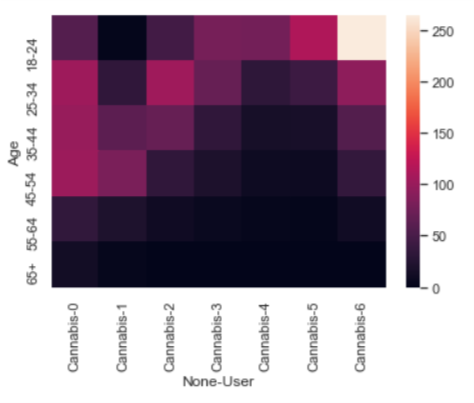 Age
18-24
25-34
35-44
45-54
55-64
65+
Cannabis-0
Cannabis-1
Cannabis-2
Cannabis-3
Cannabis-4
Cannabis-5
Cannabis-6
None-User
250
200
150
100
50
0